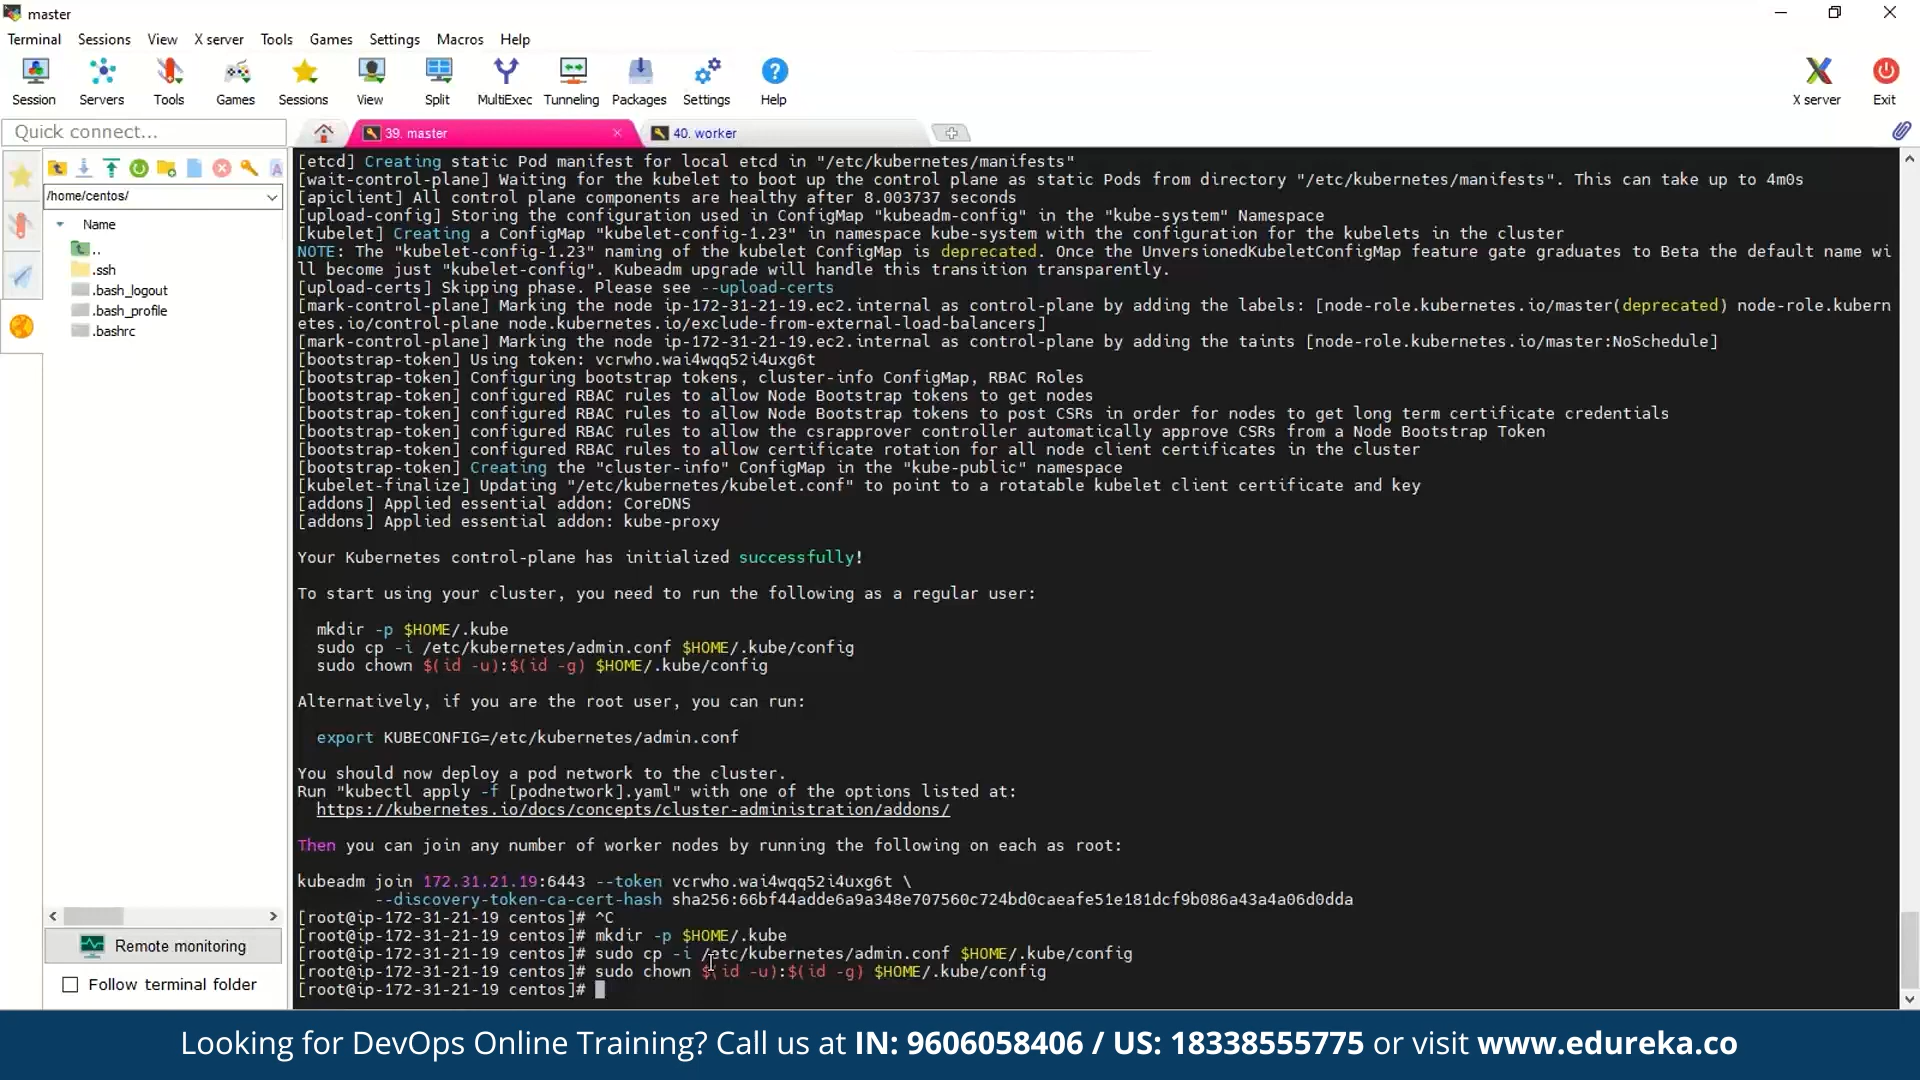 master
Terminal Sessions View X server Tools Games Settings Macros Help
Session Servers Tools Games Sessions View Split MultiExec Tunneling Packages Settings Help X server Exit
Quick connect...
39. master
40. worker
/home/centos/
Name
..
.ssh
.bash_logout
.bash_profile
.bashrc
Remote monitoring
Follow terminal folder
[etcd] Creating static Pod manifest for local etcd in "/etc/kubernetes/manifests"
[wait-control-plane] Waiting for the kubelet to boot up the control plane as static Pods from directory "/etc/kubernetes/manifests". This can take up to 4m0s
[apiclient] All control plane components are healthy after 8.003737 seconds
[upload-config] Storing the configuration used in ConfigMap "kubeadm-config" in the "kube-system" Namespace
[kubelet] Creating a ConfigMap "kubelet-config-1.23" in namespace kube-system with the configuration for the kubelets in the cluster
NOTE: The "kubelet-config-1.23" naming of the kubelet ConfigMap is deprecated. Once the UnversionedKubeletConfigMap feature gate graduates to Beta the default name wi
ll become just "kubelet-config". Kubeadm upgrade will handle this transition transparently.
[upload-certs] Skipping phase. Please see --upload-certs
[mark-control-plane] Marking the node ip-172-31-21-19.ec2.internal as control-plane by adding the labels: [node-role.kubernetes.io/master(deprecated) node-role.kubern
etes.io/control-plane node.kubernetes.io/exclude-from-external-load-balancers]
[mark-control-plane] Marking the node ip-172-31-21-19.ec2.internal as control-plane by adding the taints [node-role.kubernetes.io/master:NoSchedule]
[bootstrap-token] Using token: vcrwho.wai4wqq52i4uxg6t
[bootstrap-token] Configuring bootstrap tokens, cluster-info ConfigMap, RBAC Roles
[bootstrap-token] configured RBAC rules to allow Node Bootstrap tokens to get nodes
[bootstrap-token] configured RBAC rules to allow Node Bootstrap tokens to post CSRs in order for nodes to get long term certificate credentials
[bootstrap-token] configured RBAC rules to allow the csrapprover controller automatically approve CSRs from a Node Bootstrap Token
[bootstrap-token] configured RBAC rules to allow certificate rotation for all node client certificates in the cluster
[bootstrap-token] Creating the "cluster-info" ConfigMap in the "kube-public" namespace
[kubelet-finalize] Updating "/etc/kubernetes/kubelet.conf" to point to a rotatable kubelet client certificate and key
[addons] Applied essential addon: CoreDNS
[addons] Applied essential addon: kube-proxy
Your Kubernetes control-plane has initialized successfully!
To start using your cluster, you need to run the following as a regular user:
mkdir -p $HOME/.kube
sudo cp -i /etc/kubernetes/admin.conf $HOME/.kube/config
sudo chown $(id -u):$(id -g) $HOME/.kube/config
Alternatively, if you are the root user, you can run:
export KUBECONFIG=/etc/kubernetes/admin.conf
You should now deploy a pod network to the cluster.
Run "kubectl apply -f [podnetwork].yaml" with one of the options listed at:
https://kubernetes.io/docs/concepts/cluster-administration/addons/
Then you can join any number of worker nodes by running the following on each as root:
kubeadm join 172.31.21.19:6443 --token vcrwho.wai4wqq52i4uxg6t \
--discovery-token-ca-cert-hash sha256:66bf44adde6a9a348e707560c724bd0caeafe51e181dcf9b086a43a4a06d0dda
[root@ip-172-31-21-19 centos]# ^C
[root@ip-172-31-21-19 centos]# mkdir -p $HOME/.kube
[root@ip-172-31-21-19 centos]# sudo cp -i /etc/kubernetes/admin.conf $HOME/.kube/config
[root@ip-172-31-21-19 centos]# sudo chown $(id -u):$(id -g) $HOME/.kube/config
[root@ip-172-31-21-19 centos]#
Looking for DevOps Online Training? Call us at IN: 9606058406 / US: 18338555775 or visit www.edureka.co